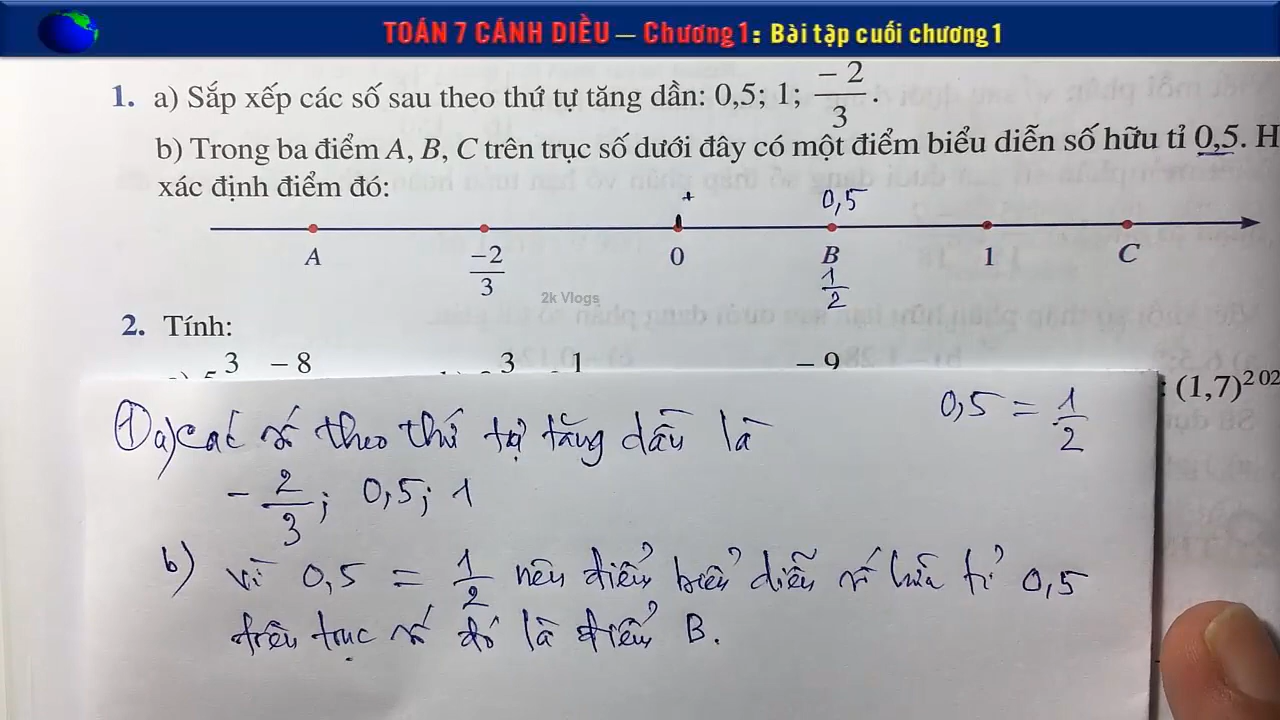 TOÁN 7 CÁNH DIỀU – Chương 1: Bài tập cuối chương 1
1. a) Sắp xếp các số sau theo thứ tự tăng dần: 0,5; 1; -2/3.
b) Trong ba điểm A, B, C trên trục số dưới đây có một điểm biểu diễn số hữu tỉ 0,5. H
xác định điểm đó:
+ 0,5
A -2/3 0 B 1 C
1/2
2k Vlogs
2. Tính:
3 -8 3 1 -9
: (1,7)^202
① a) các số theo thứ tự tăng dần là 0,5 = 1/2
-2/3; 0,5; 1
b) vì 0,5 = 1/2 nên điểm biểu diễn số hữu tỉ 0,5
trên trục số đó là điểm B.